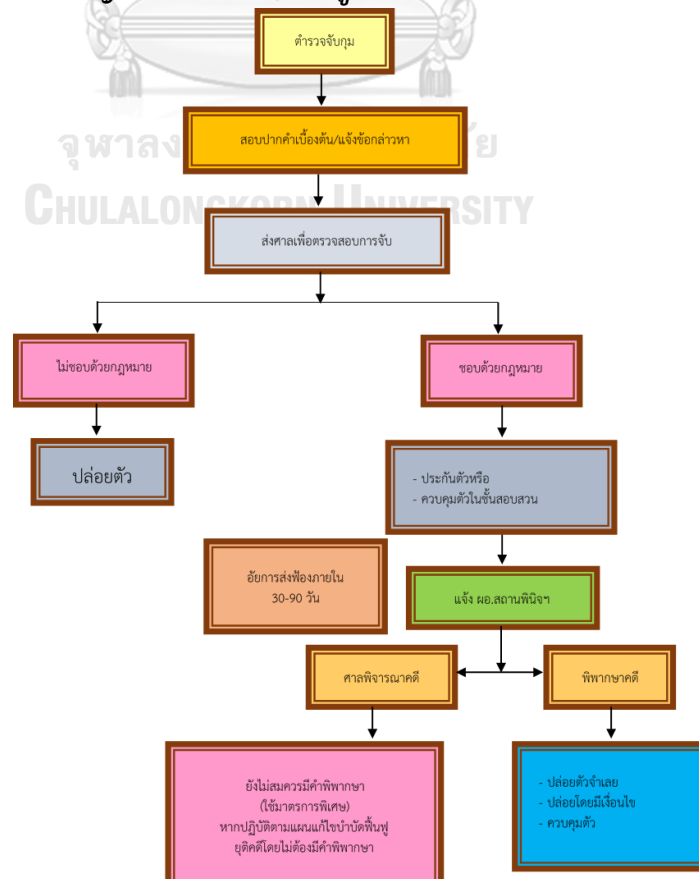 ตำรวจจับกุม
สอบปากคำเบื้องต้น/แจ้งข้อกล่าวหา
จุฬาลง
ัย
CHULALONGKORN UNIVERSITY
ส่งศาลเพื่อตรวจสอบการจับ
ไม่ชอบด้วยกฎหมาย
ชอบด้วยกฎหมาย
ปล่อยตัว
- ประกันตัวหรือ
- ควบคุมตัวในชั้นสอบสวน
อัยการส่งฟ้องภายใน
30-90 วัน
แจ้ง ผอ.สถานพินิจฯ
ศาลพิจารณาคดี
พิพากษาคดี
ยังไม่สมควรมีคำพิพากษา
(ใช้มาตรการพิเศษ)
หากปฏิบัติตามแผนแก้ไขบำบัดฟื้นฟู
ยุติคดีโดยไม่ต้องมีคำพิพากษา
- ปล่อยตัวจำเลย
- ปล่อยโดยมีเงื่อนไข
- ควบคุมตัว